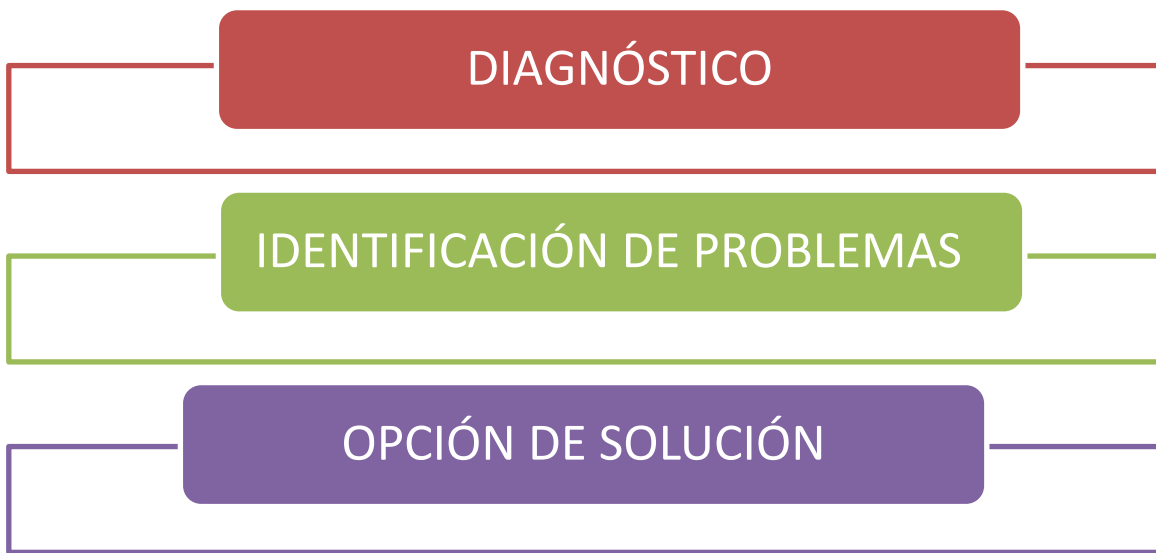 DIAGNÓSTICO
IDENTIFICACIÓN DE PROBLEMAS
OPCIÓN DE SOLUCIÓN